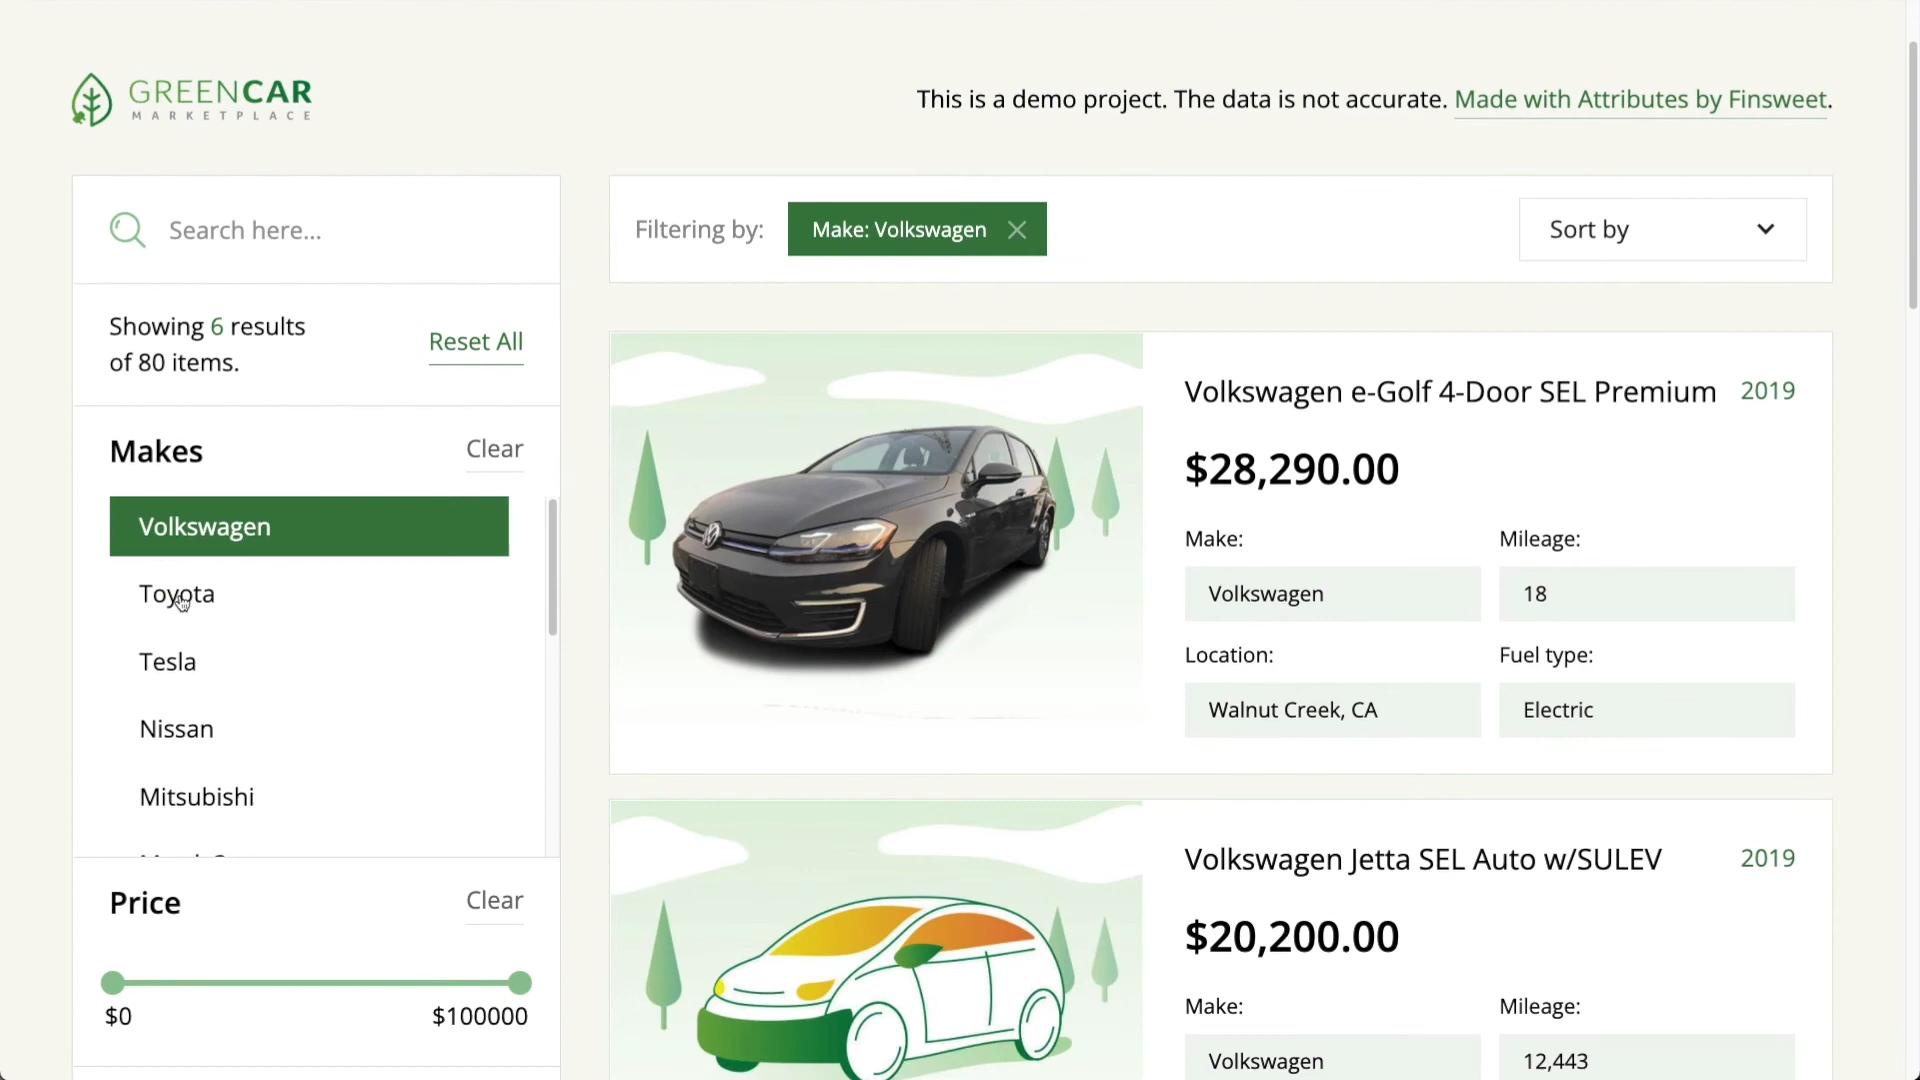 GREENCAR
MARKETPLACE
This is a demo project. The data is not accurate. Made with Attributes by Finsweet.
Search here...
Showing 6 results
of 80 items.
Reset All
Makes
Clear
Volkswagen
Toyota
Tesla
Nissan
Mitsubishi
Price
Clear
$0
$100000
Filtering by:
Make: Volkswagen
Sort by
Volkswagen e-Golf 4-Door SEL Premium
2019
$28,290.00
Make:
Mileage:
Volkswagen
18
Location:
Fuel type:
Walnut Creek, CA
Electric
Volkswagen Jetta SEL Auto w/SULEV
2019
$20,200.00
Make:
Mileage:
Volkswagen
12,443